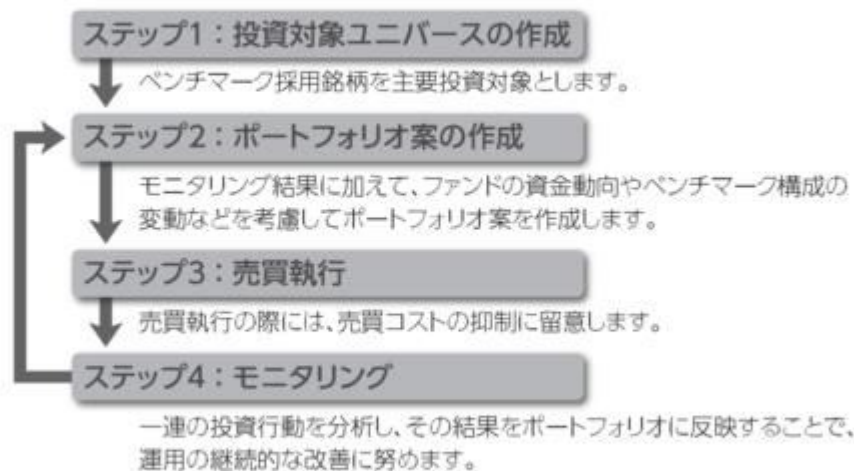 ステップ1：投資対象ユニバースの作成
ベンチマーク採用銘柄を主要投資対象とします。
ステップ2：ポートフォリオ案の作成
モニタリング結果に加えて、ファンドの資金動向やベンチマーク構成の
変動などを考慮してポートフォリオ案を作成します。
ステップ3：売買執行
売買執行の際には、売買コストの抑制に留意します。
ステップ4：モニタリング
一連の投資行動を分析し、その結果をポートフォリオに反映することで、
運用の継続的な改善に努めます。